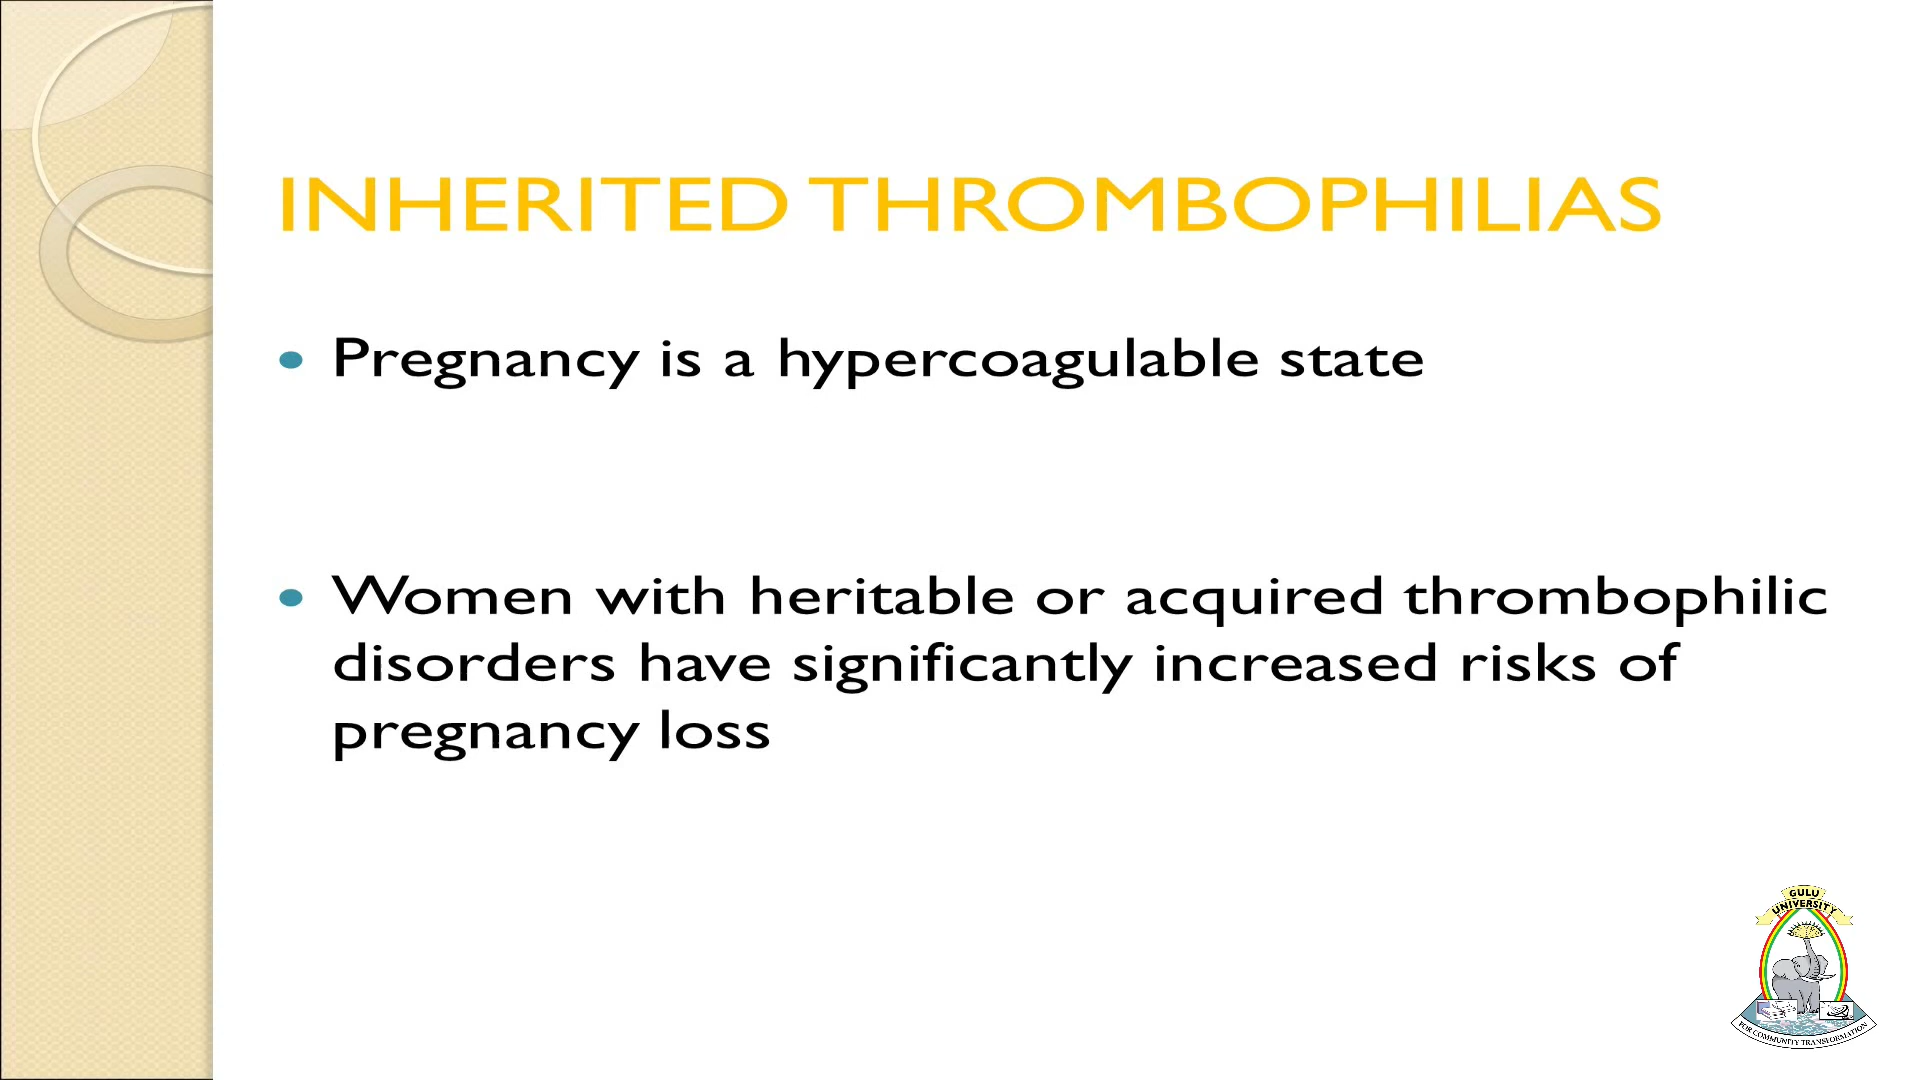 INHERITED THROMBOPHILIAS
• Pregnancy is a hypercoagulable state
• Women with heritable or acquired thrombophilic
disorders have significantly increased risks of
pregnancy loss
GULU
UNIVERSITY
FOR COMMUNITY TRANSFORMATION